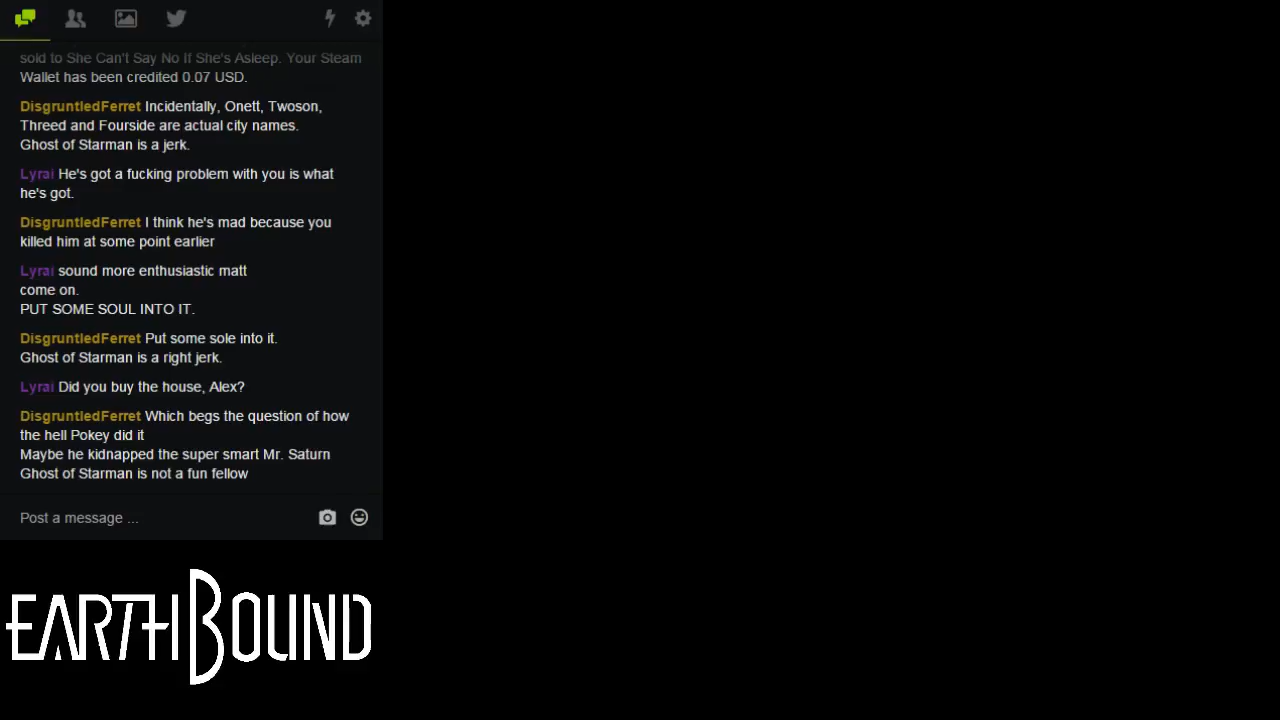 sold to She Can't Say No If She's Asleep. Your Steam
Wallet has been credited 0.07 USD.
DisgruntledFerret Incidentally, Onett, Twoson,
Threed and Fourside are actual city names.
Ghost of Starman is a jerk.
Lyrai He's got a fucking problem with you is what
he's got.
DisgruntledFerret I think he's mad because you
killed him at some point earlier
Lyrai sound more enthusiastic matt
come on.
PUT SOME SOUL INTO IT.
DisgruntledFerret Put some sole into it.
Ghost of Starman is a right jerk.
Lyrai Did you buy the house, Alex?
DisgruntledFerret Which begs the question of how
the hell Pokey did it
Maybe he kidnapped the super smart Mr. Saturn
Ghost of Starman is not a fun fellow
Post a message ...
EARTHBOUND